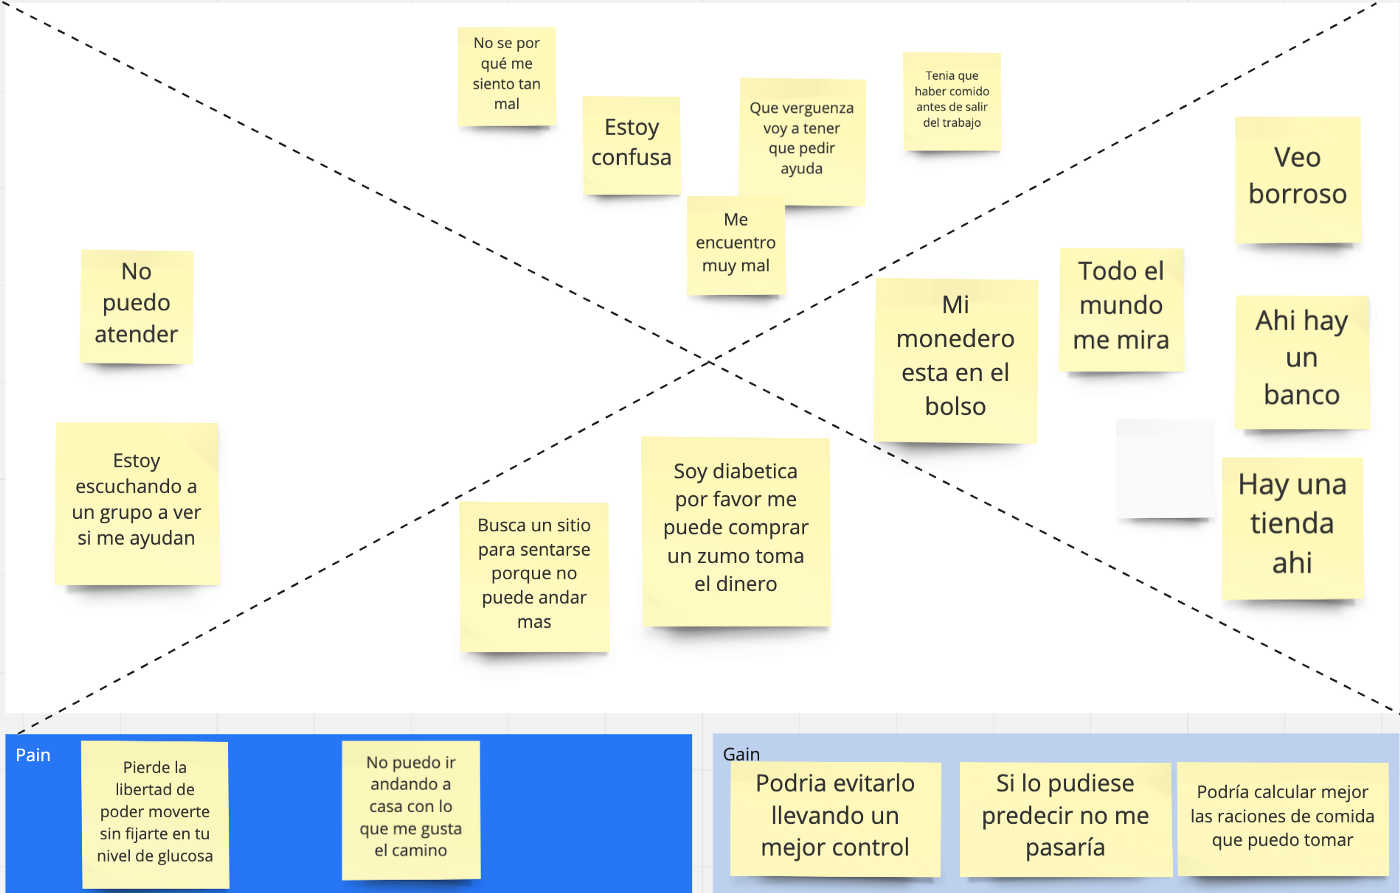 No se por
qué me
siento tan
mal
Estoy
confusa
Que verguenza
voy a tener
que pedir
ayuda
Tenia que
haber comido
antes de salir
del trabajo
Me
encuentro
muy mal
No
puedo
atender
Estoy
escuchando a
un grupo a ver
si me ayudan
Veo
borroso
Todo el
mundo
me mira
Mi
monedero
esta en el
bolso
Ahi hay
un
banco
Hay una
tienda
ahi
Busca un sitio
para sentarse
porque no
puede andar
mas
Soy diabetica
por favor me
puede comprar
un zumo toma
el dinero
Pain
Pierde la
libertad de
poder moverte
sin fijarte en tu
nivel de glucosa
No puedo ir
andando a
casa con lo
que me gusta
el camino
Gain
Podria evitarlo
llevando un
mejor control
Si lo pudiese
predecir no me
pasaría
Podría calcular mejor
las raciones de comida
que puedo tomar